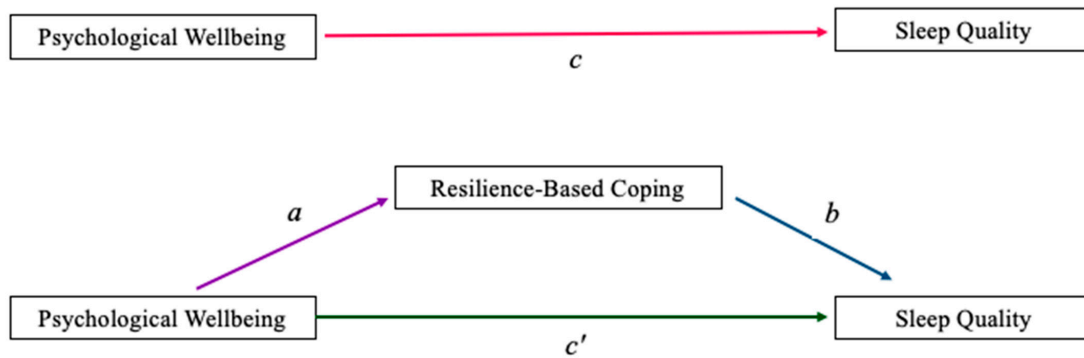 Psychological Wellbeing
Sleep Quality
c
Resilience-Based Coping
a
b
Psychological Wellbeing
Sleep Quality
c′